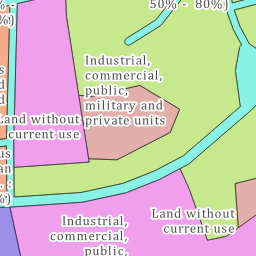 50% - 80%)
Industrial,
commercial,
public,
military and
private units
Land without
current use
Industrial,
commercial,
public,
Land without
current use